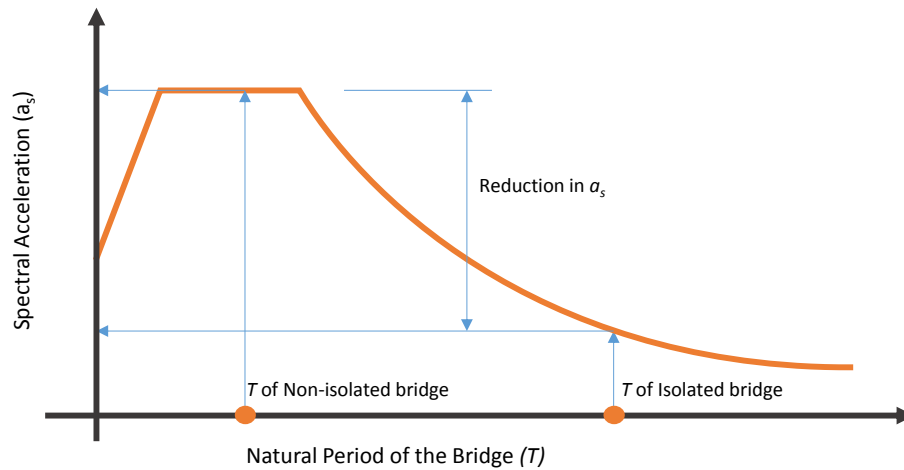 Spectral Acceleration (as)
Reduction in as
T of Non-isolated bridge
T of Isolated bridge
Natural Period of the Bridge (T)